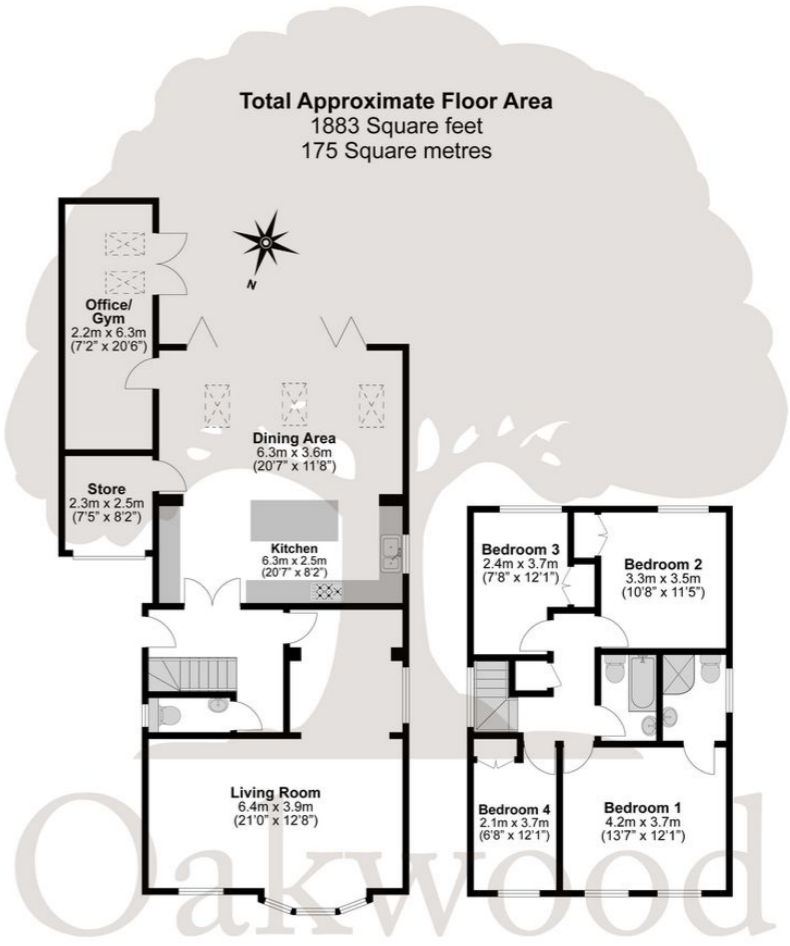 Total Approximate Floor Area
1883 Square feet
175 Square metres
N
Office/
Gym
2.2m x 6.3m
(7'2" x 20'6")
Dining Area
6.3m x 3.6m
(20'7" x 11'8")
Store
2.3m x 2.5m
(7'5" x 8'2")
Kitchen
6.3m x 2.5m
(20'7" x 8'2")
Living Room
6.4m x 3.9m
(21'0" x 12'8")
Bedroom 3
2.4m x 3.7m
(7'8" x 12'1")
Bedroom 2
3.3m x 3.5m
(10'8" x 11'5")
Bedroom 4
2.1m x 3.7m
(6'8" x 12'1")
Bedroom 1
4.2m x 3.7m
(13'7" x 12'1")
Oakwood